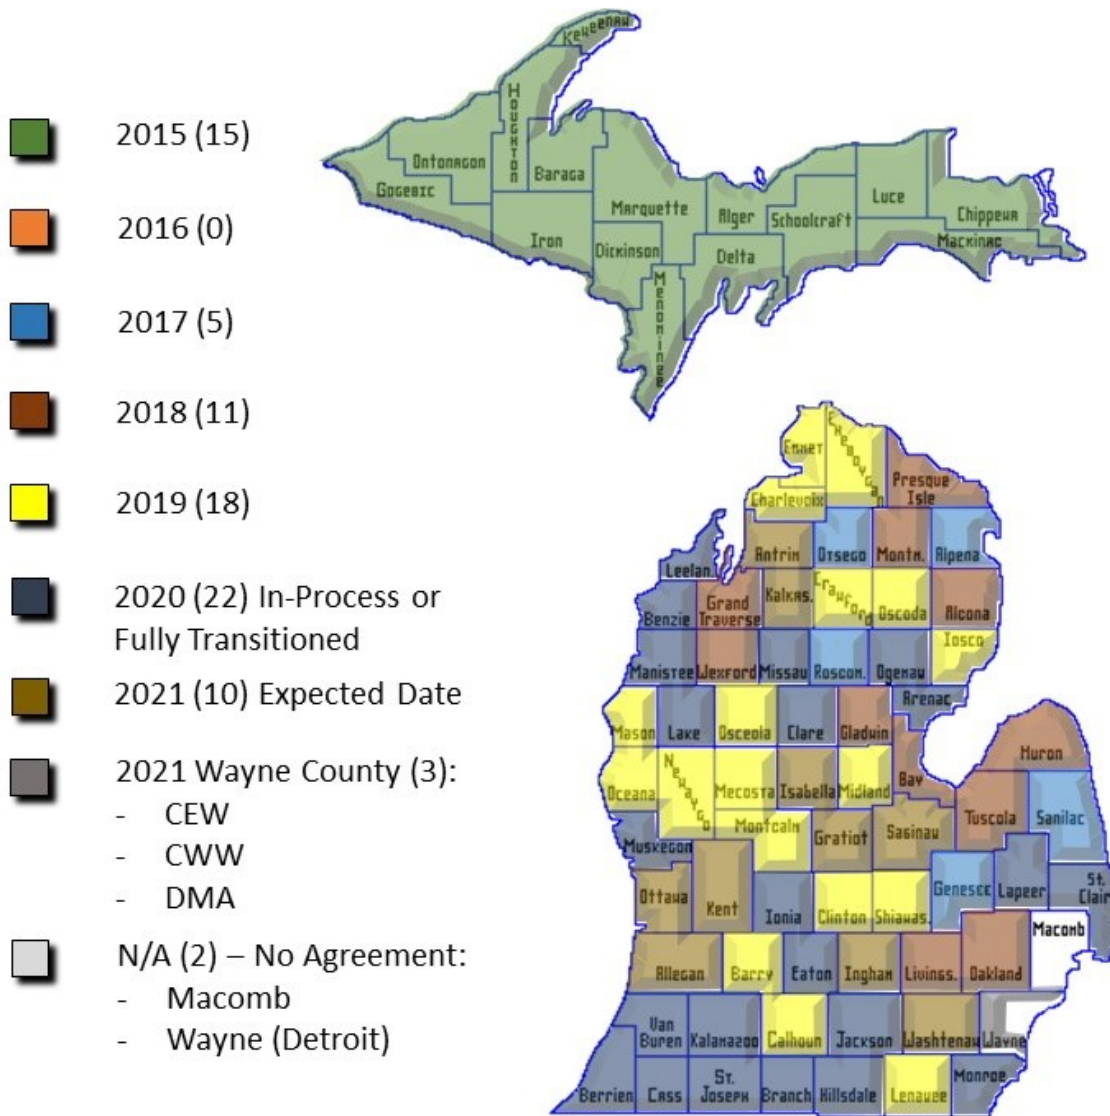 2015 (15)
2016 (0)
2017 (5)
2018 (11)
2019 (18)
2020 (22) In-Process or
Fully Transitioned
2021 (10) Expected Date
2021 Wayne County (3):
- CEW
- CWW
- DMA
N/A (2) – No Agreement:
- Macomb
- Wayne (Detroit)
Keweenaw
Houghton
Ontonagon
Gogebic
Baraga
Iron
Marquette
Dickinson
Menominee
Alger
Delta
Schoolcraft
Luce
Chippewa
Mackinac
Emmet
Cheboygan
Presque
Isle
Charlevoix
Antrim
Otsego
Montm.
Alpena
Leelan.
Benzie
Grand
Traverse
Kalkas.
Crawford
Oscoda
Alcona
Manistee
Wexford
Missau
Roscom.
Ogemaw
Iosco
Arenac
Mason
Lake
Osceola
Clare
Gladwin
Huron
Oceana
Newaygo
Mecosta
Isabella
Midland
Bay
Tuscola
Sanilac
Muskegon
Montcalm
Gratiot
Saginaw
Ottawa
Kent
Ionia
Clinton
Shiawas.
Genesee
Lapeer
St.
Clair
Allegan
Barry
Eaton
Ingham
Livings.
Oakland
Macomb
Van
Buren
Kalamazoo
Calhoun
Jackson
Washtenaw
Wayne
Berrien
Cass
St.
Joseph
Branch
Hillsdale
Lenawee
Monroe